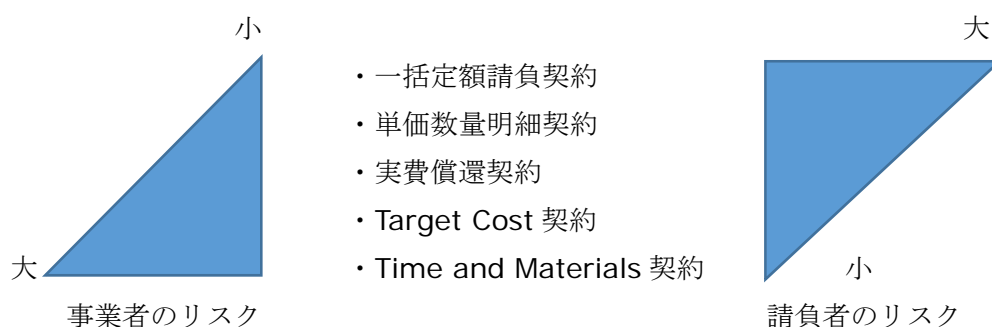 小
大
・一括定額請負契約
・単価数量明細契約
・実費償還契約
・Target Cost 契約
・Time and Materials 契約
大
小
事業者のリスク
請負者のリスク